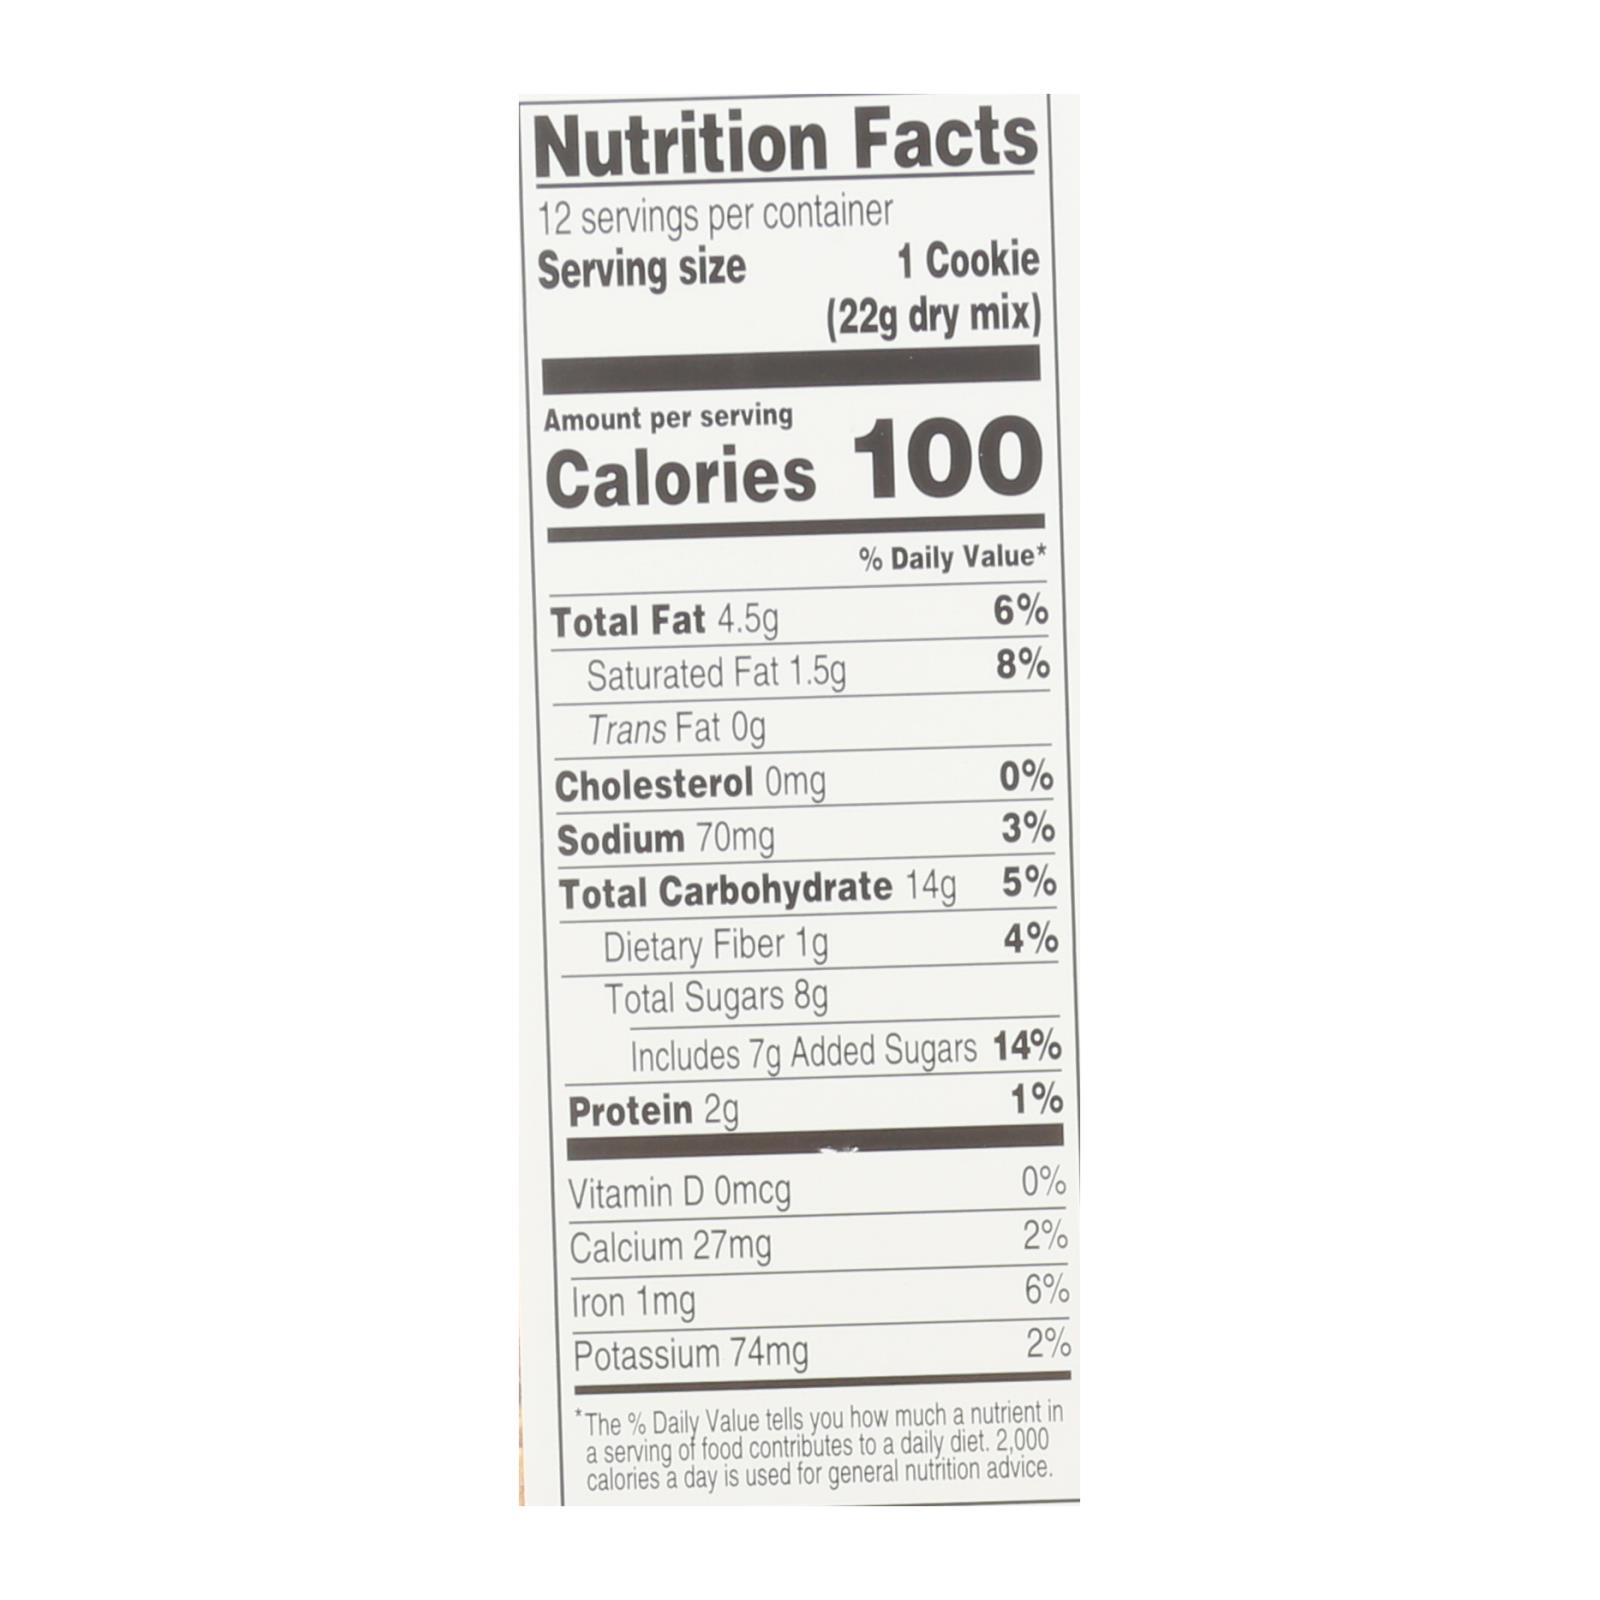 Nutrition Facts
12 servings per container
Serving size 1 Cookie
(22g dry mix)
Amount per serving
Calories 100
% Daily Value*
Total Fat 4.5g 6%
Saturated Fat 1.5g 8%
Trans Fat 0g
Cholesterol 0mg 0%
Sodium 70mg 3%
Total Carbohydrate 14g 5%
Dietary Fiber 1g 4%
Total Sugars 8g
Includes 7g Added Sugars 14%
Protein 2g 1%
Vitamin D 0mcg 0%
Calcium 27mg 2%
Iron 1mg 6%
Potassium 74mg 2%
*The % Daily Value tells you how much a nutrient in
a serving of food contributes to a daily diet. 2,000
calories a day is used for general nutrition advice.